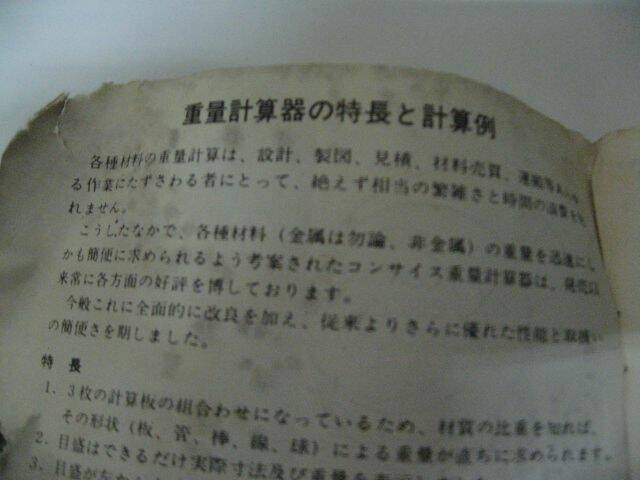 重量計算器の特長と計算例
各種材料の重量計算は、設計、製図、見積、材料売買、運搬等あらゆ
る作業にたずさわる者にとって、絶えず相当の繁雑さと時間の浪費を
れません。
こうしたなかで、各種材料（金属は勿論、非金属）の重量を迅速にし
かも簡便に求められるよう考案されたコンサイス重量計算器は、発売以
来常に各方面の好評を博しております。
今般これに全面的に改良を加え、従来よりさらに優れた性能と取扱い
の簡便さを期しました。
特 長
1. 3枚の計算板の組合わせになっているため、材質の比重を知れば、
その形状（板、管、棒、線、球）による重量が直ちに求められます。
2. 目盛はできるだけ実際寸法及び重量を
3. 目盛が